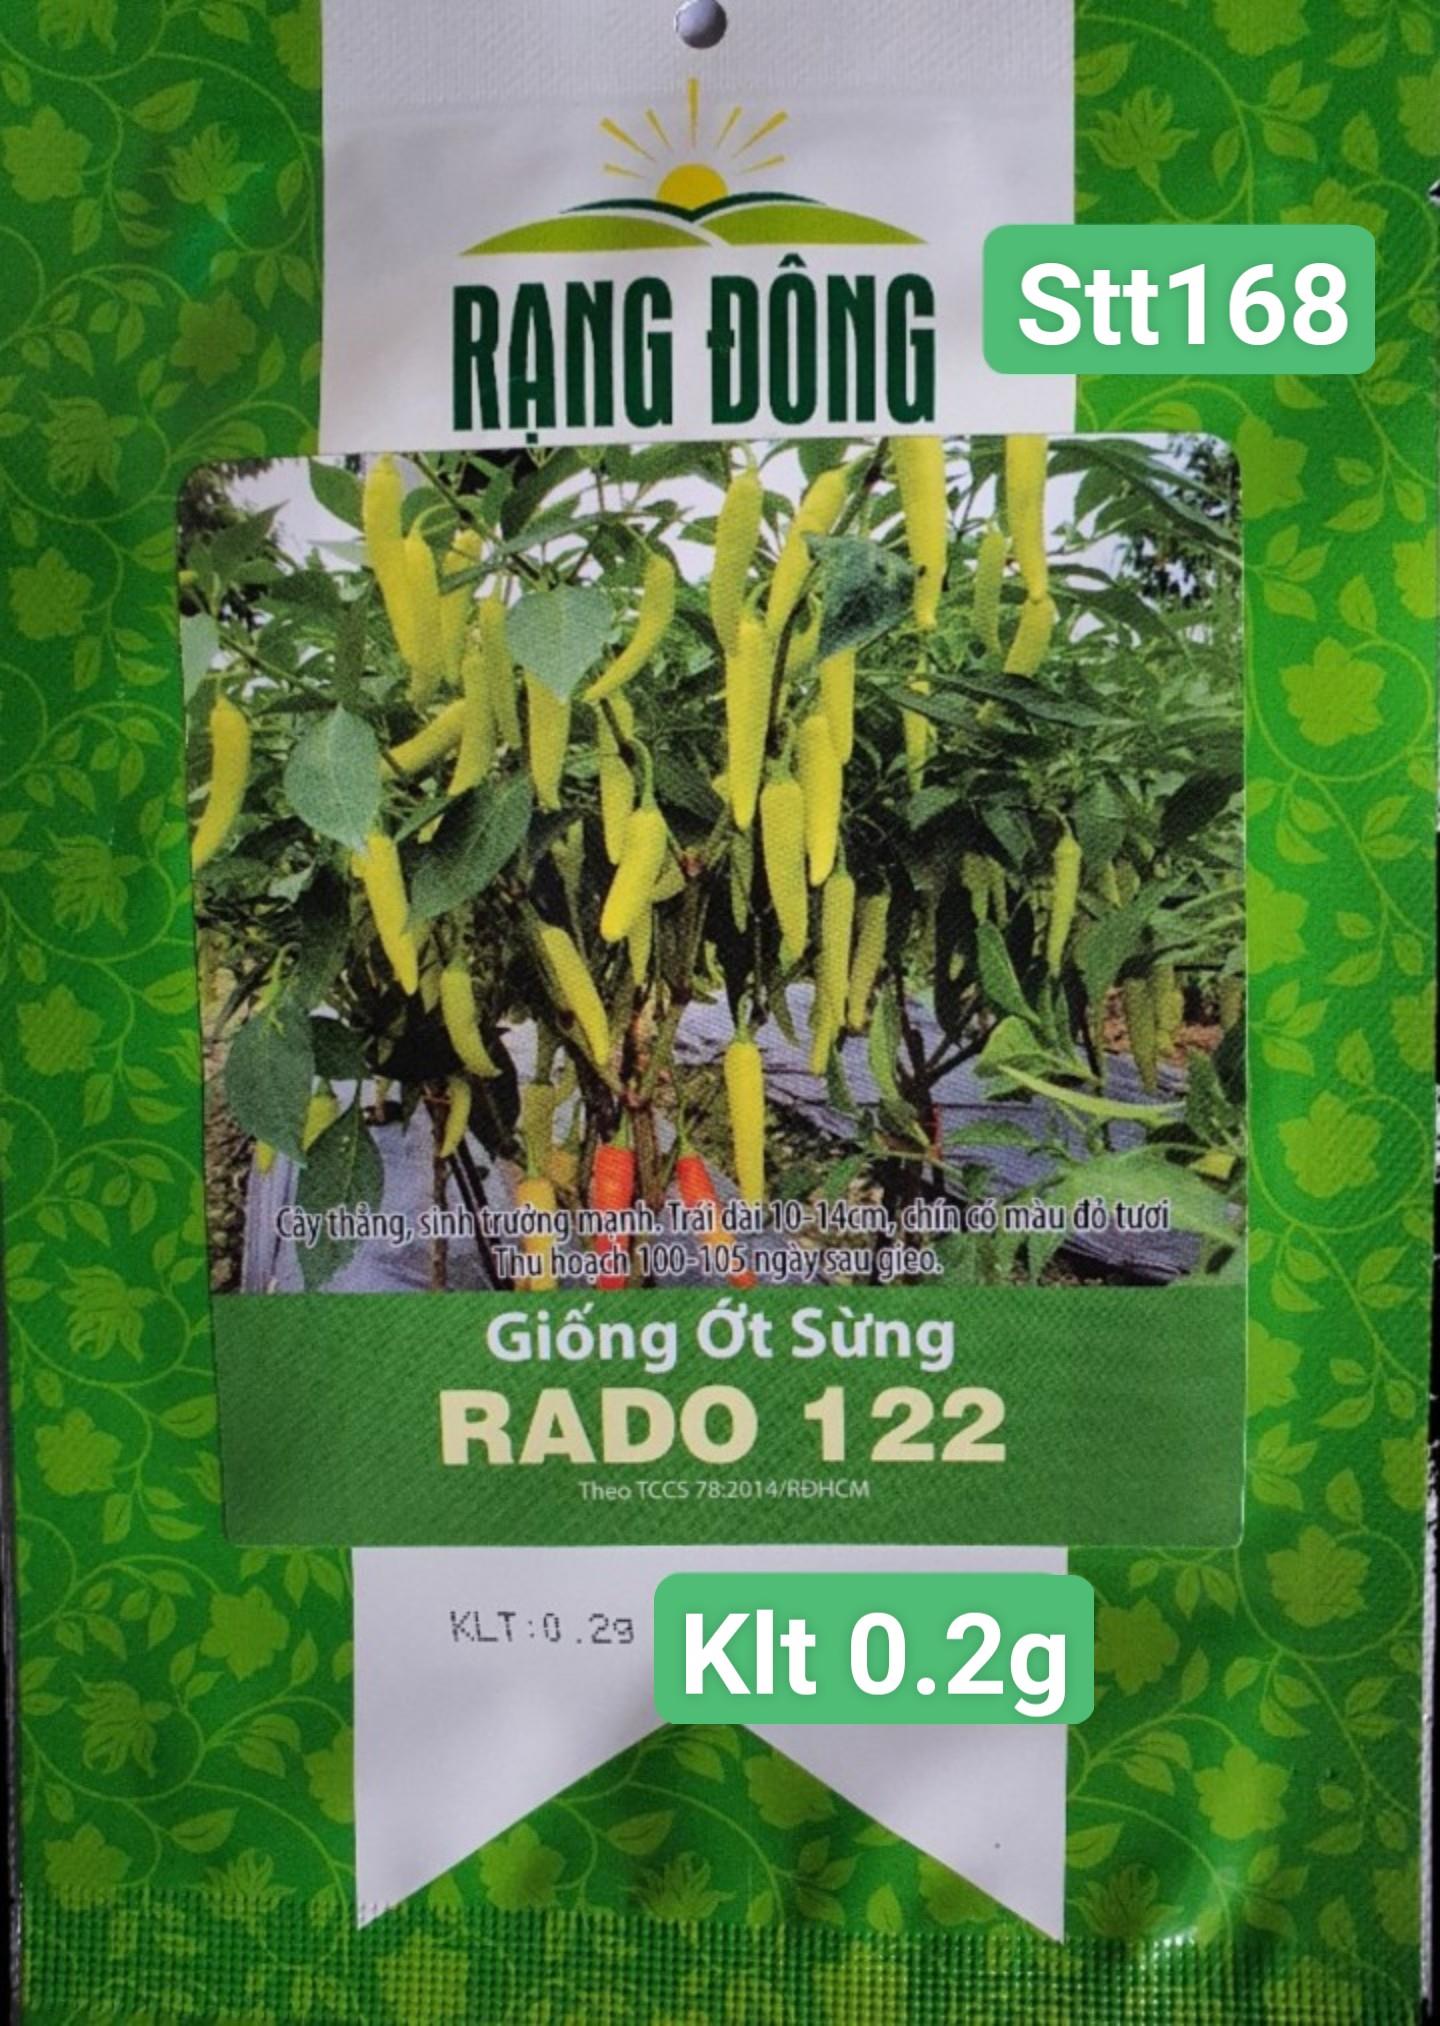 RẠNG ĐÔNG
Stt168
Cây thẳng, sinh trưởng mạnh. Trái dài 10-14cm, chín có màu đỏ tươi
Thu hoạch 100-105 ngày sau gieo.
Giống Ớt Sừng
RADO 122
Theo TCCS 78:2014/RĐHCM
KLT:0.2g
Klt 0.2g